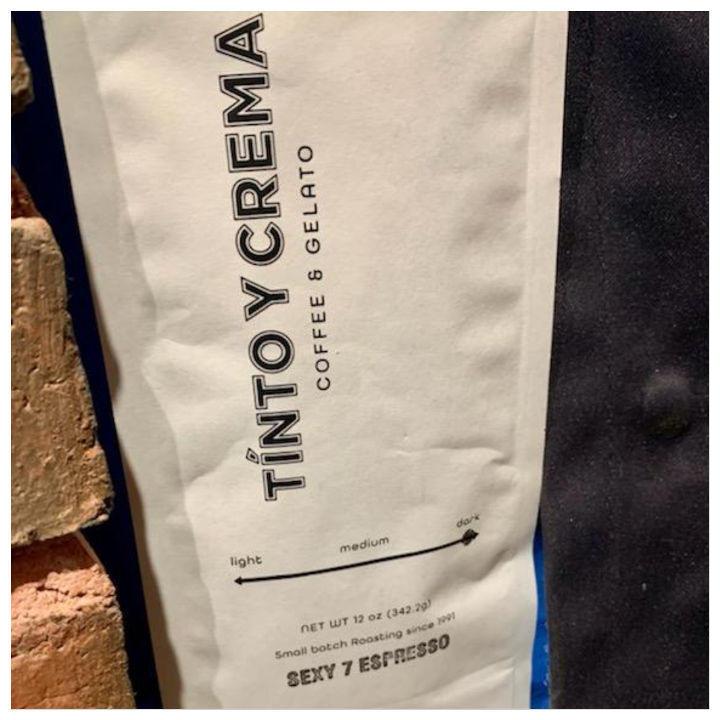 TÍNTO Y CREMA
COFFEE & GELATO
light medium dark
NET WT 12 oz (342.2g)
Small batch Roasting since 1991
SEXY 7 ESPRESSO